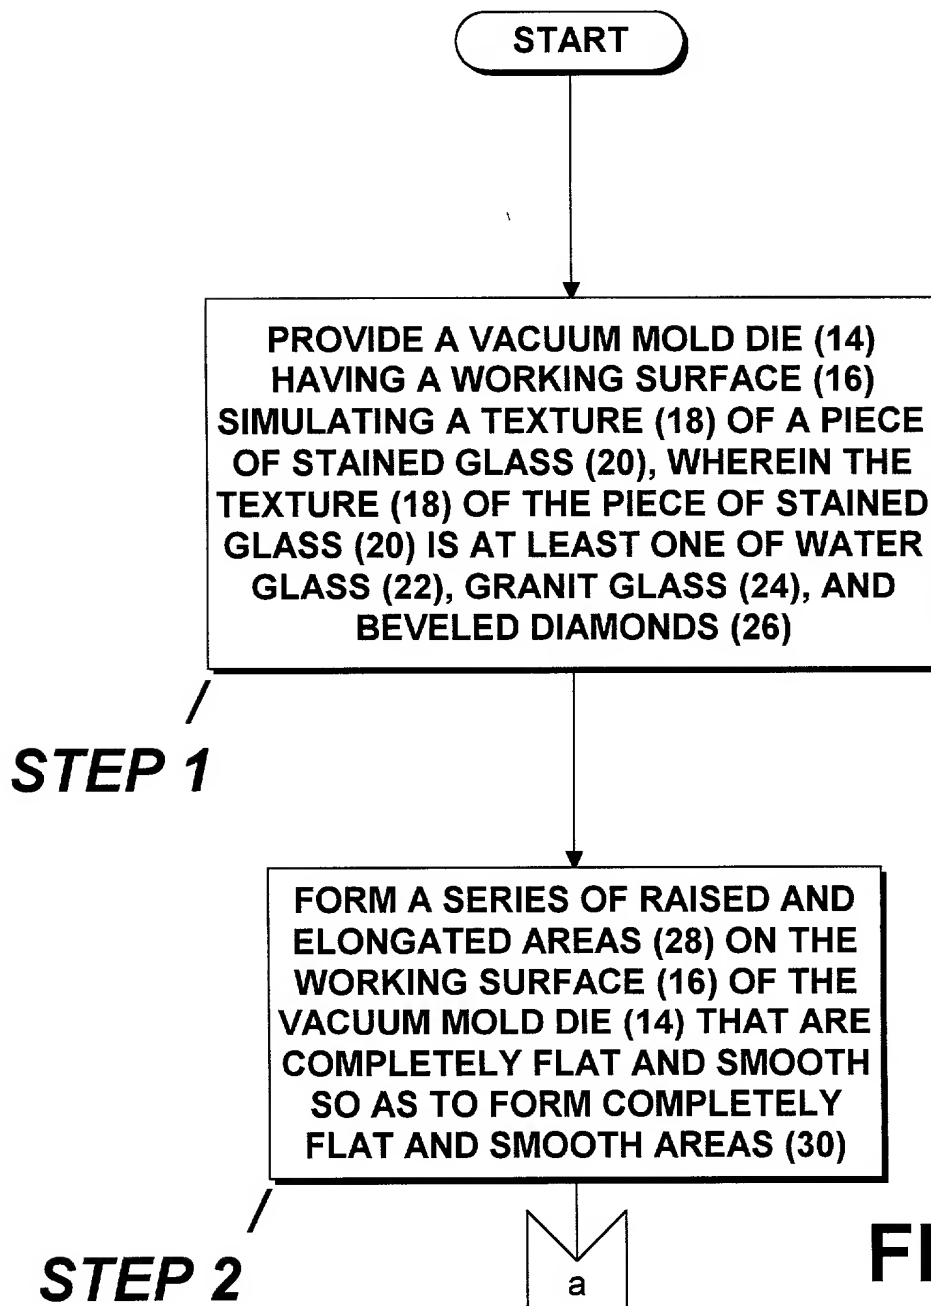 START
PROVIDE A VACUUM MOLD DIE (14)
HAVING A WORKING SURFACE (16)
SIMULATING A TEXTURE (18) OF A PIECE
OF STAINED GLASS (20), WHEREIN THE
TEXTURE (18) OF THE PIECE OF STAINED
GLASS (20) IS AT LEAST ONE OF WATER
GLASS (22), GRANIT GLASS (24), AND
BEVELED DIAMONDS (26)
STEP 1
FORM A SERIES OF RAISED AND
ELONGATED AREAS (28) ON THE
WORKING SURFACE (16) OF THE
VACUUM MOLD DIE (14) THAT ARE
COMPLETELY FLAT AND SMOOTH
SO AS TO FORM COMPLETELY
FLAT AND SMOOTH AREAS (30)
STEP 2
a